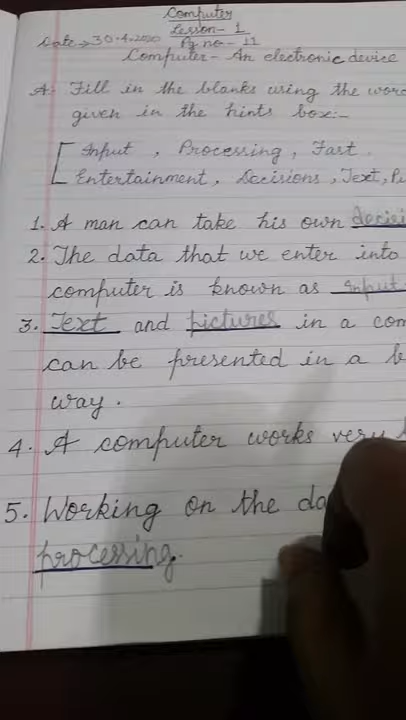 Computer
Lesson- 1
Date→30.4.2020 Pg no- 11
Computer- An electronic device
A. Fill in the blanks using the
given in the hints box:-
Input, Processing, Fast
Entertainment, Decisions, Text,
1. A man can take his own
2. The data that we enter into
computer is known as Input
3. Text and pictures in a
can be presented in a
way.
4. A computer works very
5. Working on the
processing.